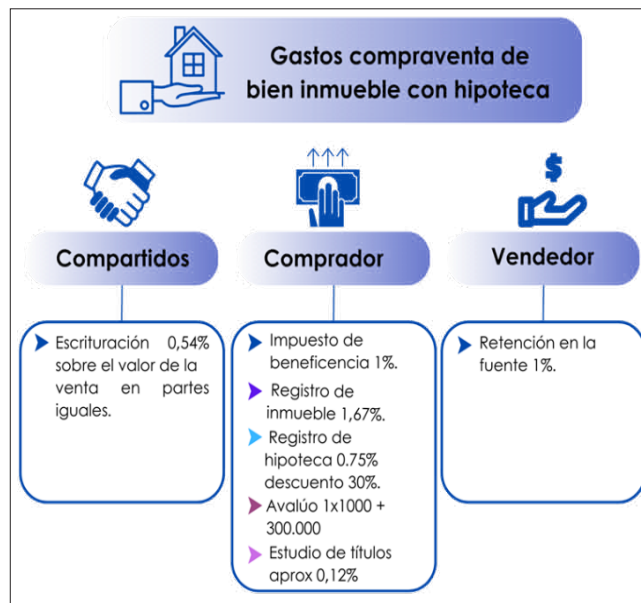 Gastos compraventa de
bien inmueble con hipoteca
$
Compartidos
Comprador
Vendedor
Escrituración 0,54%
sobre el valor de la
venta en partes
iguales.
Impuesto de
beneficencia 1%.
Registro de
inmueble 1,67%.
Registro de
hipoteca 0.75%
descuento 30%.
Avalúo 1x1000 +
300.000
Estudio de títulos
aprox 0,12%
Retención en la
fuente 1%.